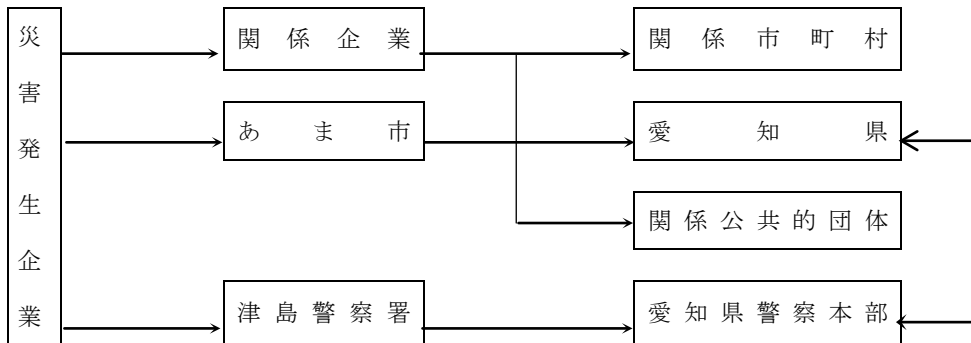 災害発生企業
関係企業
関係市町村
あま市
愛知県
関係公共的団体
津島警察署
愛知県警察本部